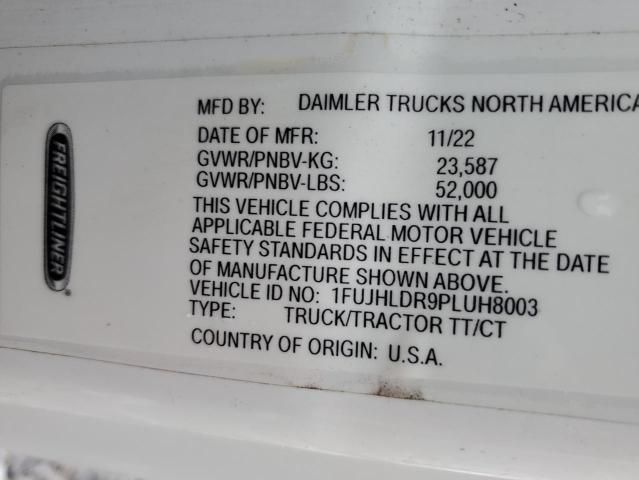 FREIGHTLINER®
MFD BY: DAIMLER TRUCKS NORTH AMERICA
DATE OF MFR: 11/22
GVWR/PNBV-KG: 23,587
GVWR/PNBV-LBS: 52,000
THIS VEHICLE COMPLIES WITH ALL
APPLICABLE FEDERAL MOTOR VEHICLE
SAFETY STANDARDS IN EFFECT AT THE DATE
OF MANUFACTURE SHOWN ABOVE.
VEHICLE ID NO: 1FUJHLDR9PLUH8003
TYPE: TRUCK/TRACTOR TT/CT
COUNTRY OF ORIGIN: U.S.A.